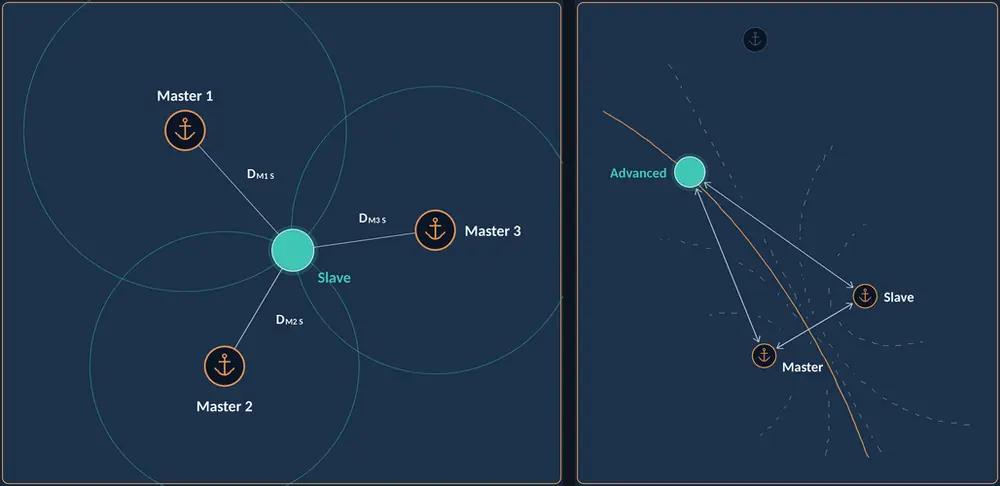 Master 1
DM1 S
DM3 S
Master 3
Slave
DM2 S
Master 2
Advanced
Slave
Master